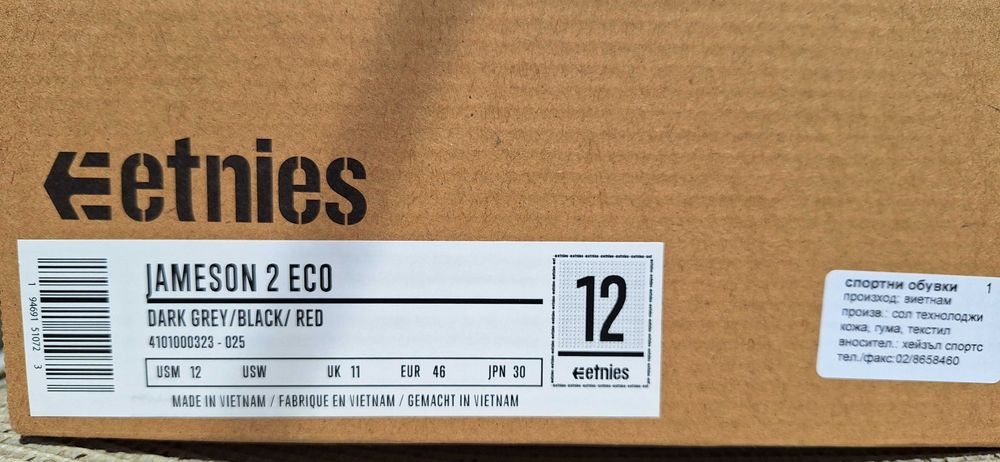 etnies
JAMESON 2 ECO
DARK GREY/BLACK/ RED
4101000323 - 025
USM 12 USW UK 11 EUR 46 JPN 30
MADE IN VIETNAM / FABRIQUE EN VIETNAM / GEMACHT IN VIETNAM
1 94691 51072 3
12
etnies
спортни обувки 1
произход: виетнам
произв.: сол технолоджи
кожа, гума, текстил
вносител.: хейзъл спортс
тел./факс:02/8658460